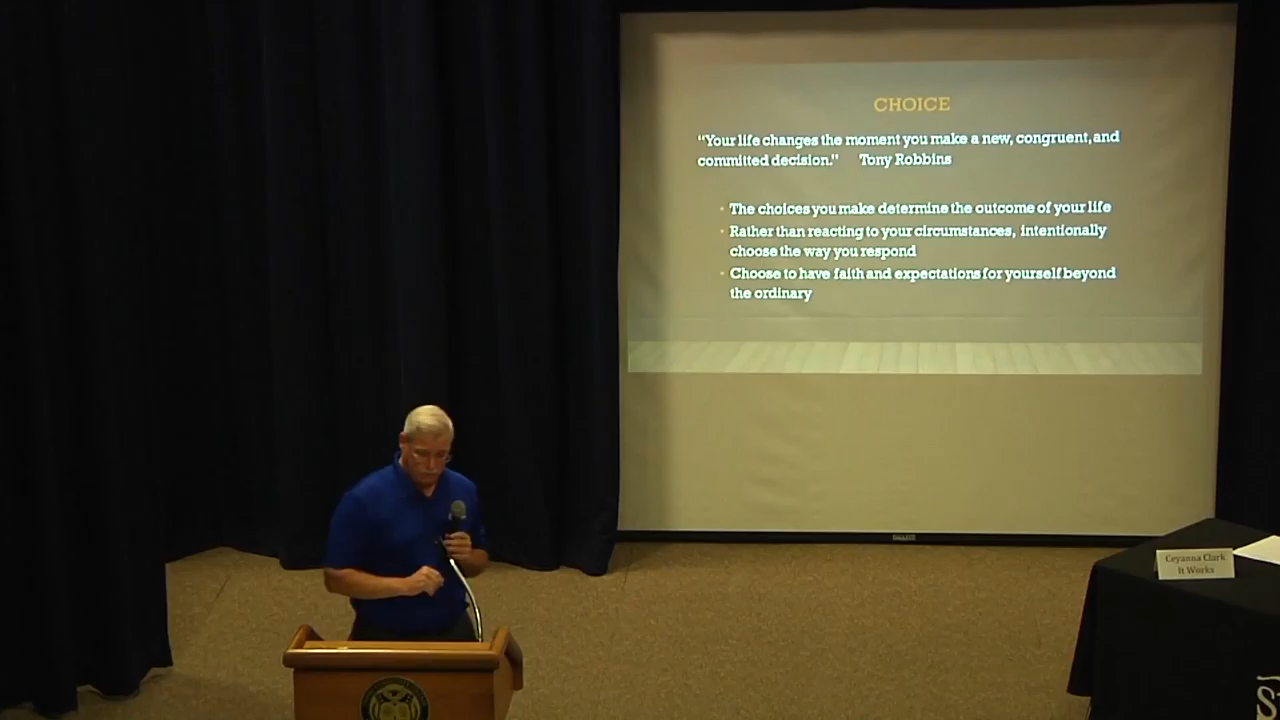 CHOICE
“Your life changes the moment you make a new, congruent, and
committed decision.” Tony Robbins
• The choices you make determine the outcome of your life
• Rather than reacting to your circumstances, intentionally
choose the way you respond
• Choose to have faith and expectations for yourself beyond
the ordinary
Ceyanna Clark
It Works